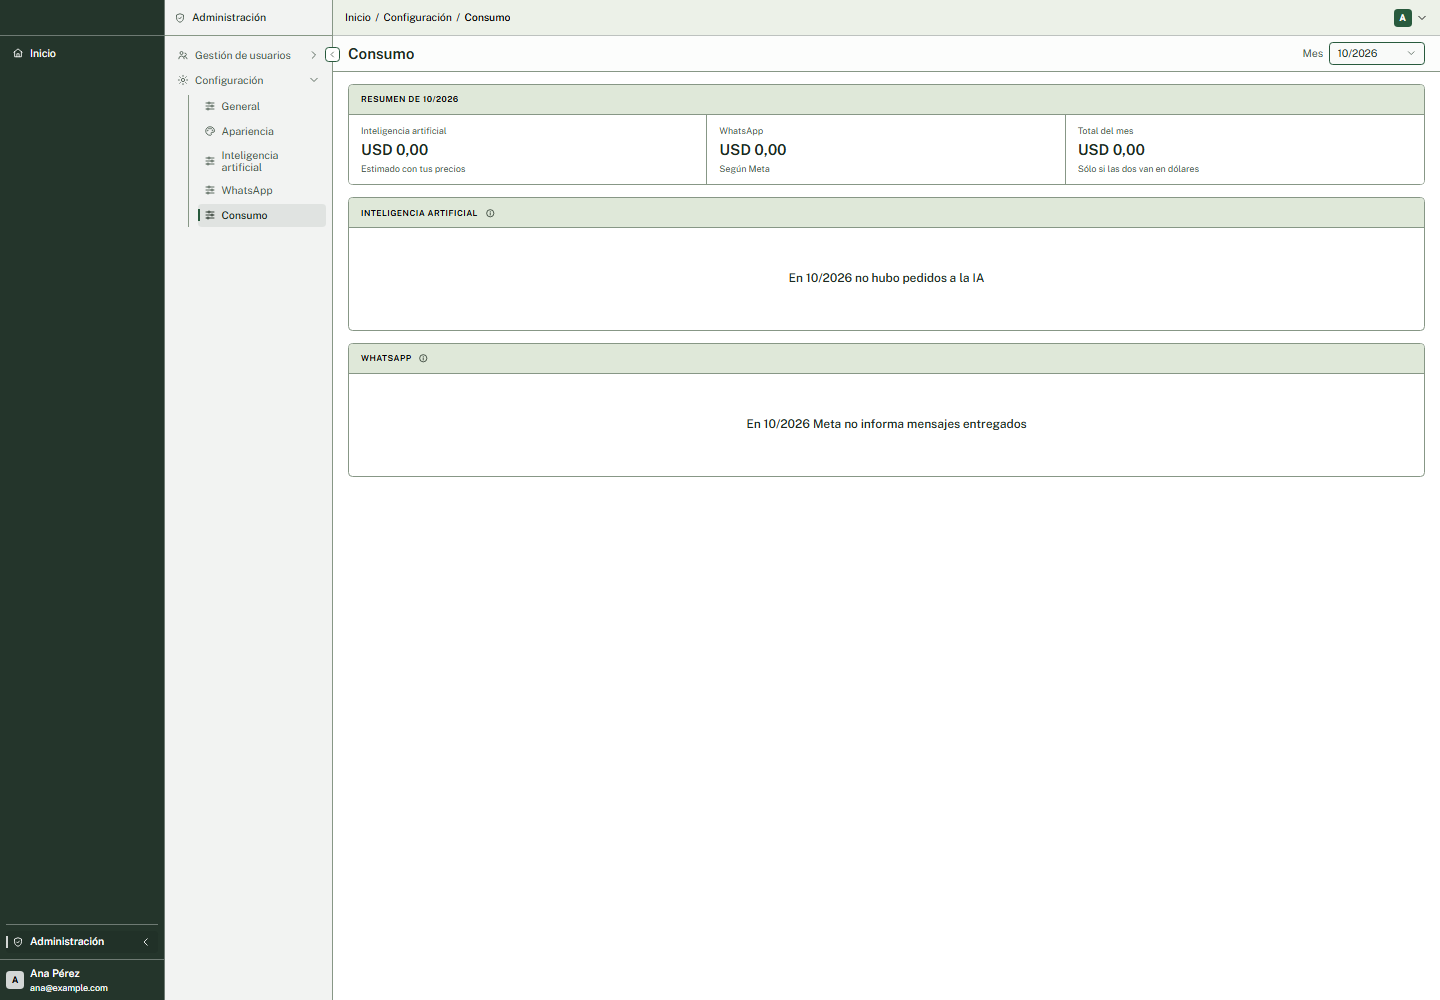 Administración
Inicio / Configuración / Consumo
A
Inicio
Gestión de usuarios
Configuración
General
Apariencia
Inteligencia
artificial
WhatsApp
Consumo
Consumo
Mes
10/2026
RESUMEN DE 10/2026
Inteligencia artificial
USD 0,00
Estimado con tus precios
WhatsApp
USD 0,00
Según Meta
Total del mes
USD 0,00
Sólo si las dos van en dólares
INTELIGENCIA ARTIFICIAL
En 10/2026 no hubo pedidos a la IA
WHATSAPP
En 10/2026 Meta no informa mensajes entregados
Administración
A
Ana Pérez
ana@example.com